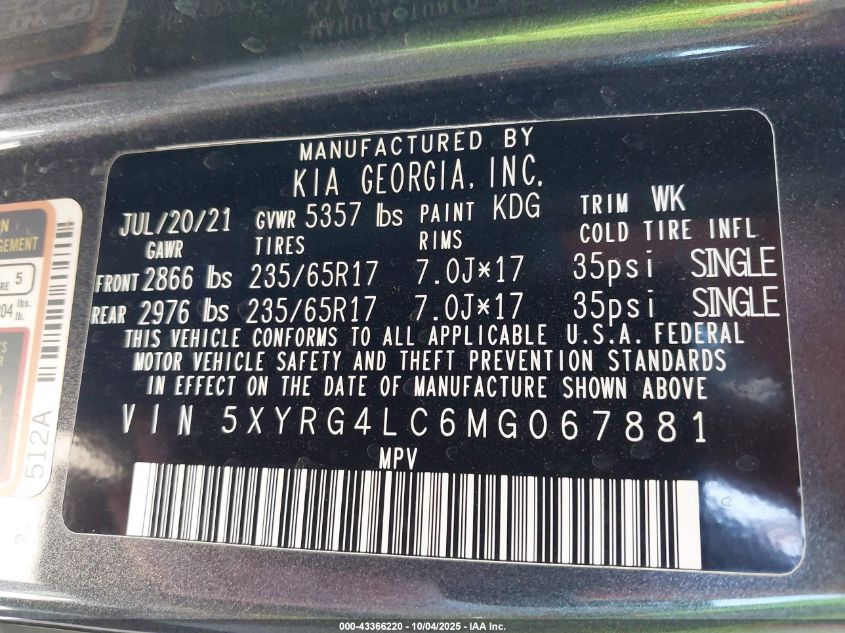 MANUFACTURED BY
KIA GEORGIA, INC.
JUL/20/21 GVWR 5357 lbs PAINT KDG TRIM WK
GAWR TIRES RIMS COLD TIRE INFL
FRONT 2866 lbs 235/65R17 7.0J*17 35psi SINGLE
REAR 2976 lbs 235/65R17 7.0J*17 35psi SINGLE
THIS VEHICLE CONFORMS TO ALL APPLICABLE U.S.A. FEDERAL
MOTOR VEHICLE SAFETY AND THEFT PREVENTION STANDARDS
IN EFFECT ON THE DATE OF MANUFACTURE SHOWN ABOVE
VIN 5XYRG4LC6MG067881
MPV
5
lbs.
lb.
512A
000-43366220 - 10/04/2025 - IAA Inc.